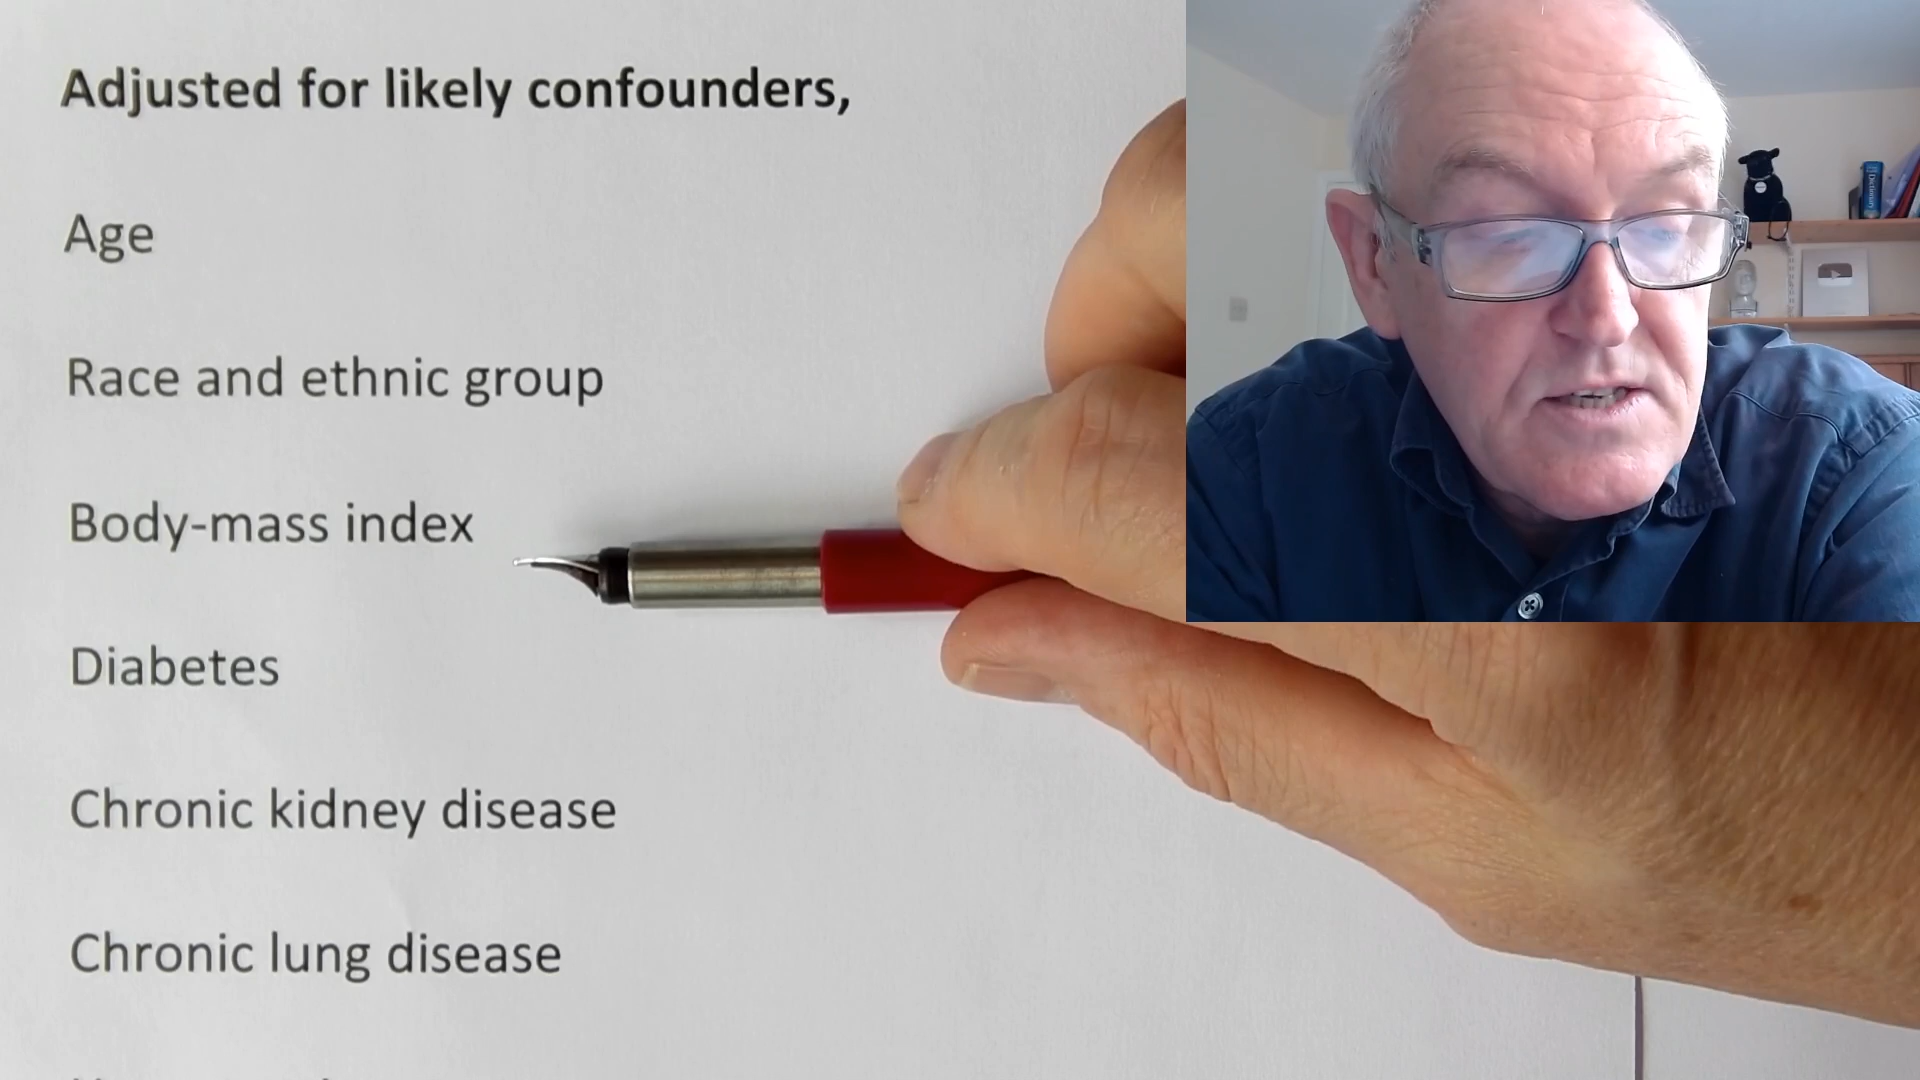 Adjusted for likely confounders,
Age
Race and ethnic group
Body-mass index
Diabetes
Chronic kidney disease
Chronic lung disease
Dictionary